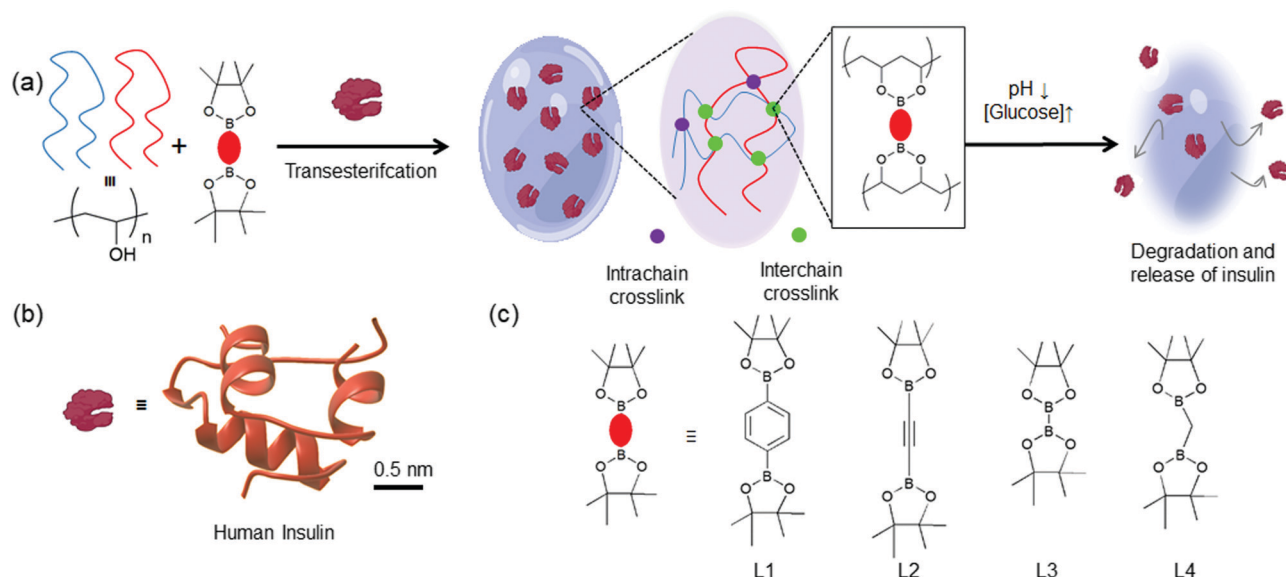 (a)
B
O
O
+
B
O
O
Transesterifcation
≡
( )n
OH
Intrachain
crosslink
Interchain
crosslink
O
O
B
B
O
O
pH ↓
[Glucose]↑
Degradation and
release of insulin
(b)
≡
0.5 nm
Human Insulin
(c)
O
O
B
B
O
O
≡
O
O
B
B
O
O
L1
O
O
B
B
O
O
L2
O
O
B
B
O
O
L3
O
O
B
B
O
O
L4